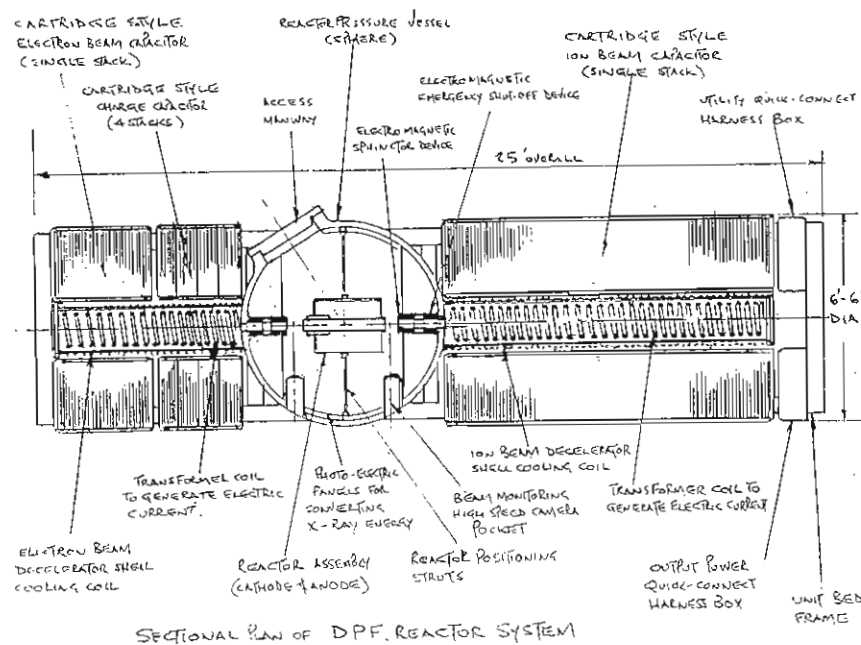 CARTRIDGE STYLE
ELECTRON BEAM CAPACITOR
(SINGLE STACK)
CARTRIDGE STYLE
CHARGE CAPACITOR
(4 STACKS)
REACTOR PRESSURE VESSEL
(SPHERE)
ACCESS
MANWAY
ELECTROMAGNETIC
SPHINCTOR DEVICE
ELECTROMAGNETIC
EMERGENCY SHUT-OFF DEVICE
CARTRIDGE STYLE
ION BEAM CAPACITOR
(SINGLE STACK)
UTILITY QUICK-CONNECT
HARNESS BOX
25' OVERALL
6'-6"
DIA
TRANSFORMER COIL
TO GENERATE ELECTRIC
CURRENT.
ELECTRON BEAM
DECELERATOR SHELL
COOLING COIL
PHOTO-ELECTRIC
PANELS FOR
CONVERTING
X-RAY ENERGY
REACTOR ASSEMBLY
(CATHODE & ANODE)
ION BEAM DECELERATOR
SHELL COOLING COIL
BEAM MONITORING
HIGH SPEED CAMERA
POCKET
REACTOR POSITIONING
STRUTS
TRANSFORMER COIL TO
GENERATE ELECTRIC CURRENT
OUTPUT POWER
QUICK-CONNECT
HARNESS BOX
UNIT BED
FRAME
SECTIONAL PLAN OF DPF. REACTOR SYSTEM